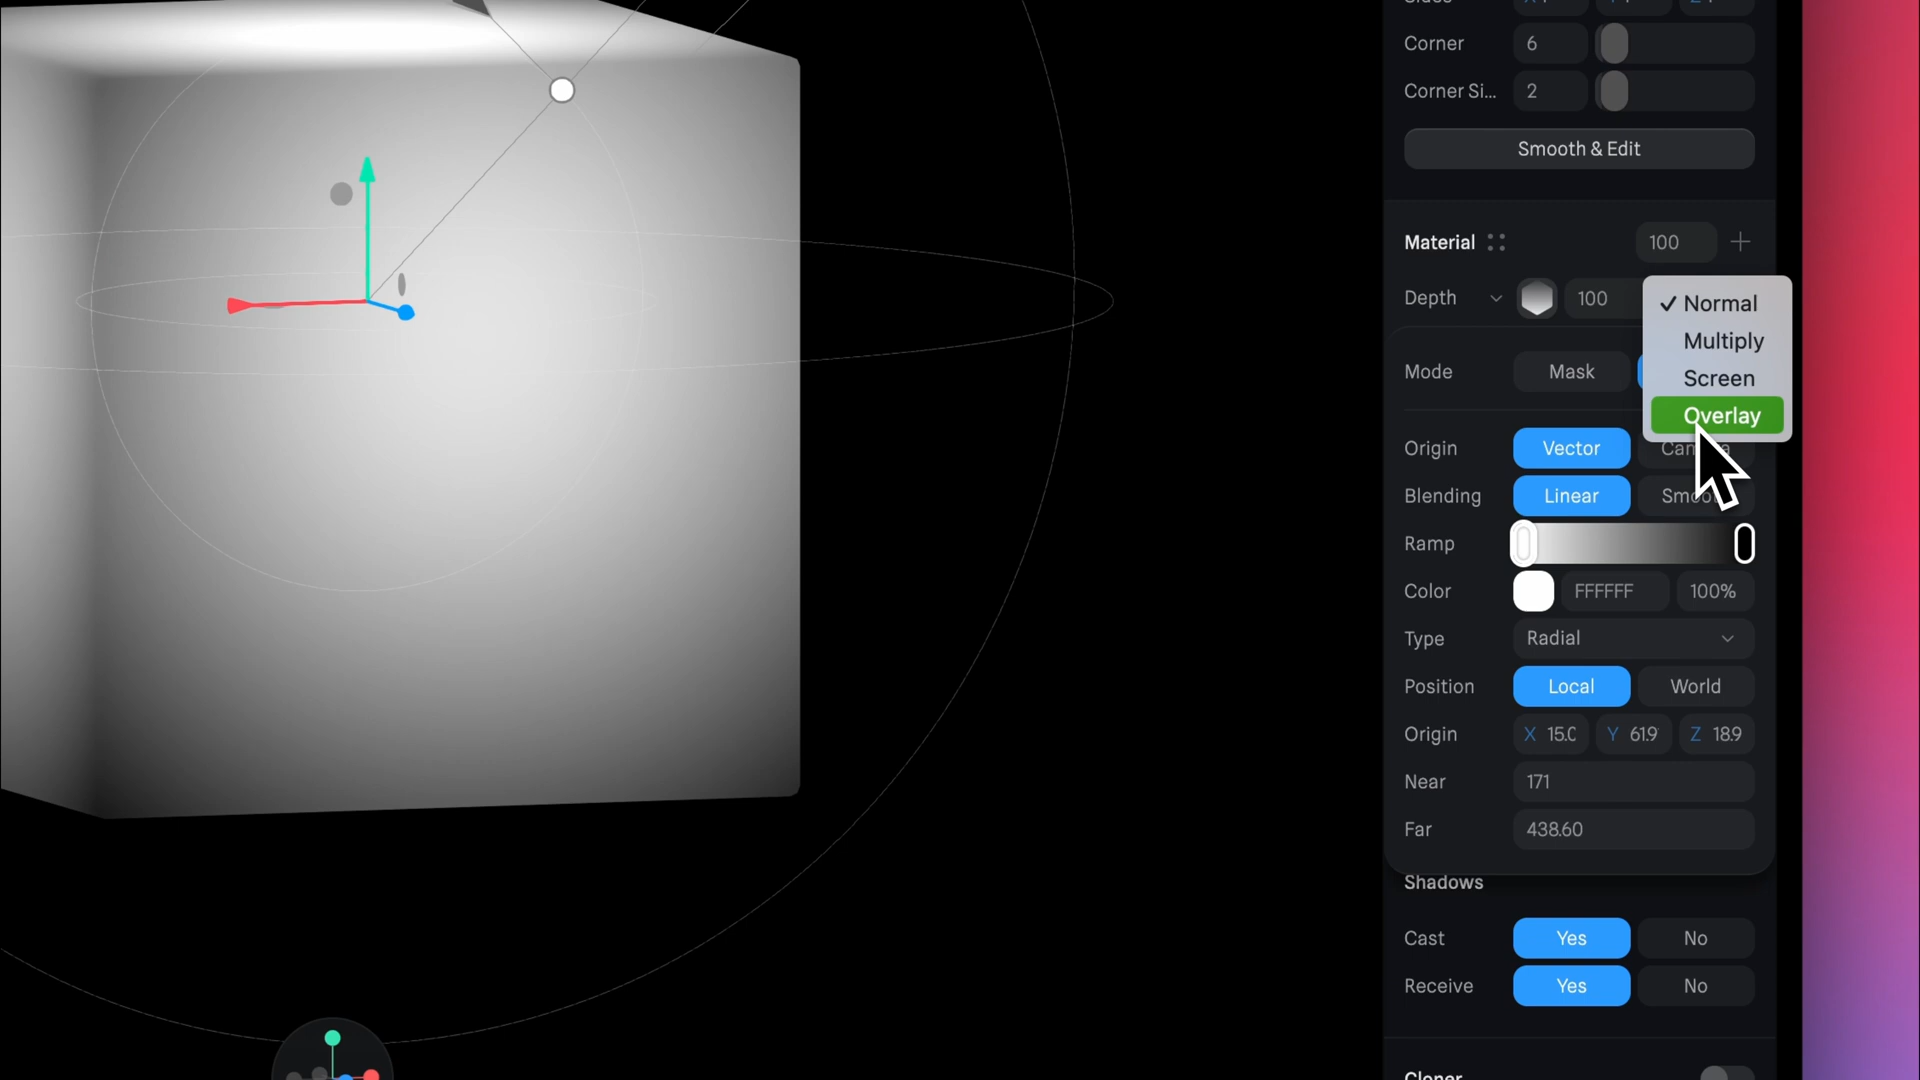 Corner 6
Corner Si... 2
Smooth & Edit
Material 100
Depth 100
Normal
Multiply
Screen
Overlay
Mode Mask
Origin Vector
Blending Linear
Ramp
Color FFFFFF 100%
Type Radial
Position Local World
Origin X 15.0 Y 61.9 Z 18.9
Near 171
Far 438.60
Shadows
Cast Yes No
Receive Yes No